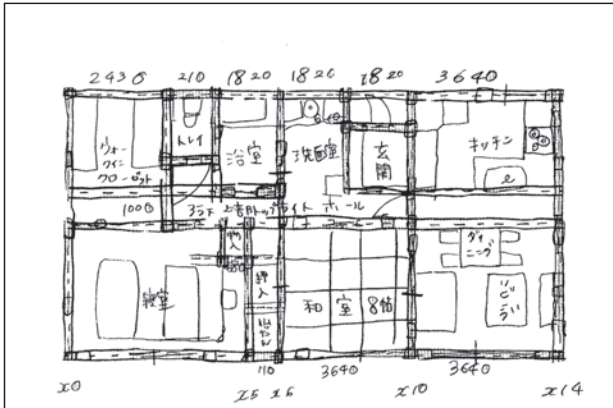 2430 210 1820 1820 1820 3640
トイレ
浴室
洗面室
玄関
キッチン
ウォー
クイン
クローゼット
1000
ホール
物入
ダイ
ニング
寝室
押入
和室 8帖
リビ
110 3640 3640
x0 x5 x6 x10 x14